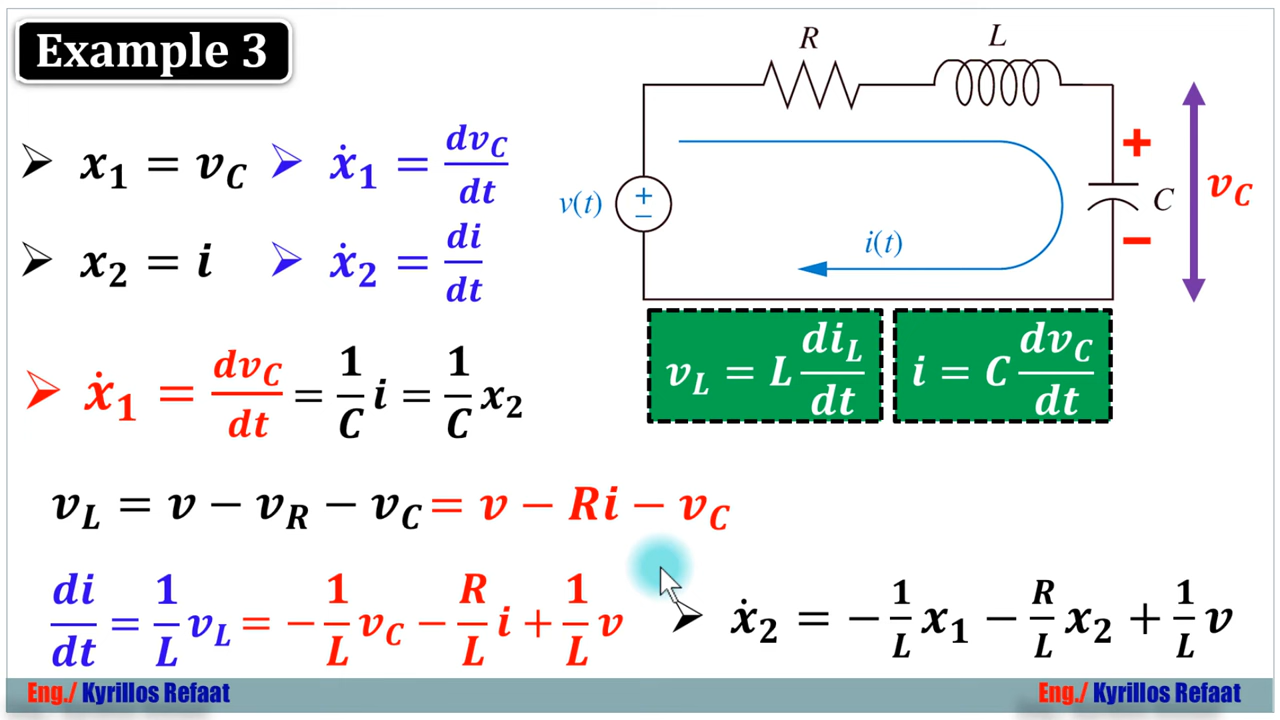 Example 3
R
L
➢ x₁ = v_C ➢ ẋ₁ = dv_C/dt
➢ x₂ = i ➢ ẋ₂ = di/dt
v(t)
+
−
i(t)
C
+
−
v_C
v_L = L di_L/dt
i = C dv_C/dt
➢ ẋ₁ = dv_C/dt = 1/C i = 1/C x₂
v_L = v − v_R − v_C = v − Ri − v_C
di/dt = 1/L v_L = − 1/L v_C − R/L i + 1/L v
➢ ẋ₂ = − 1/L x₁ − R/L x₂ + 1/L v
Eng./ Kyrillos Refaat
Eng./ Kyrillos Refaat